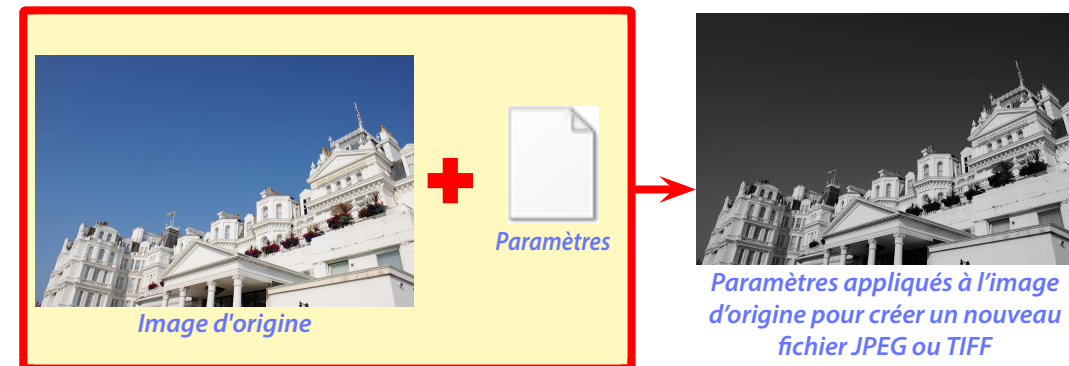 Paramètres
Image d'origine
Paramètres appliqués à l’image
d’origine pour créer un nouveau
fichier JPEG ou TIFF